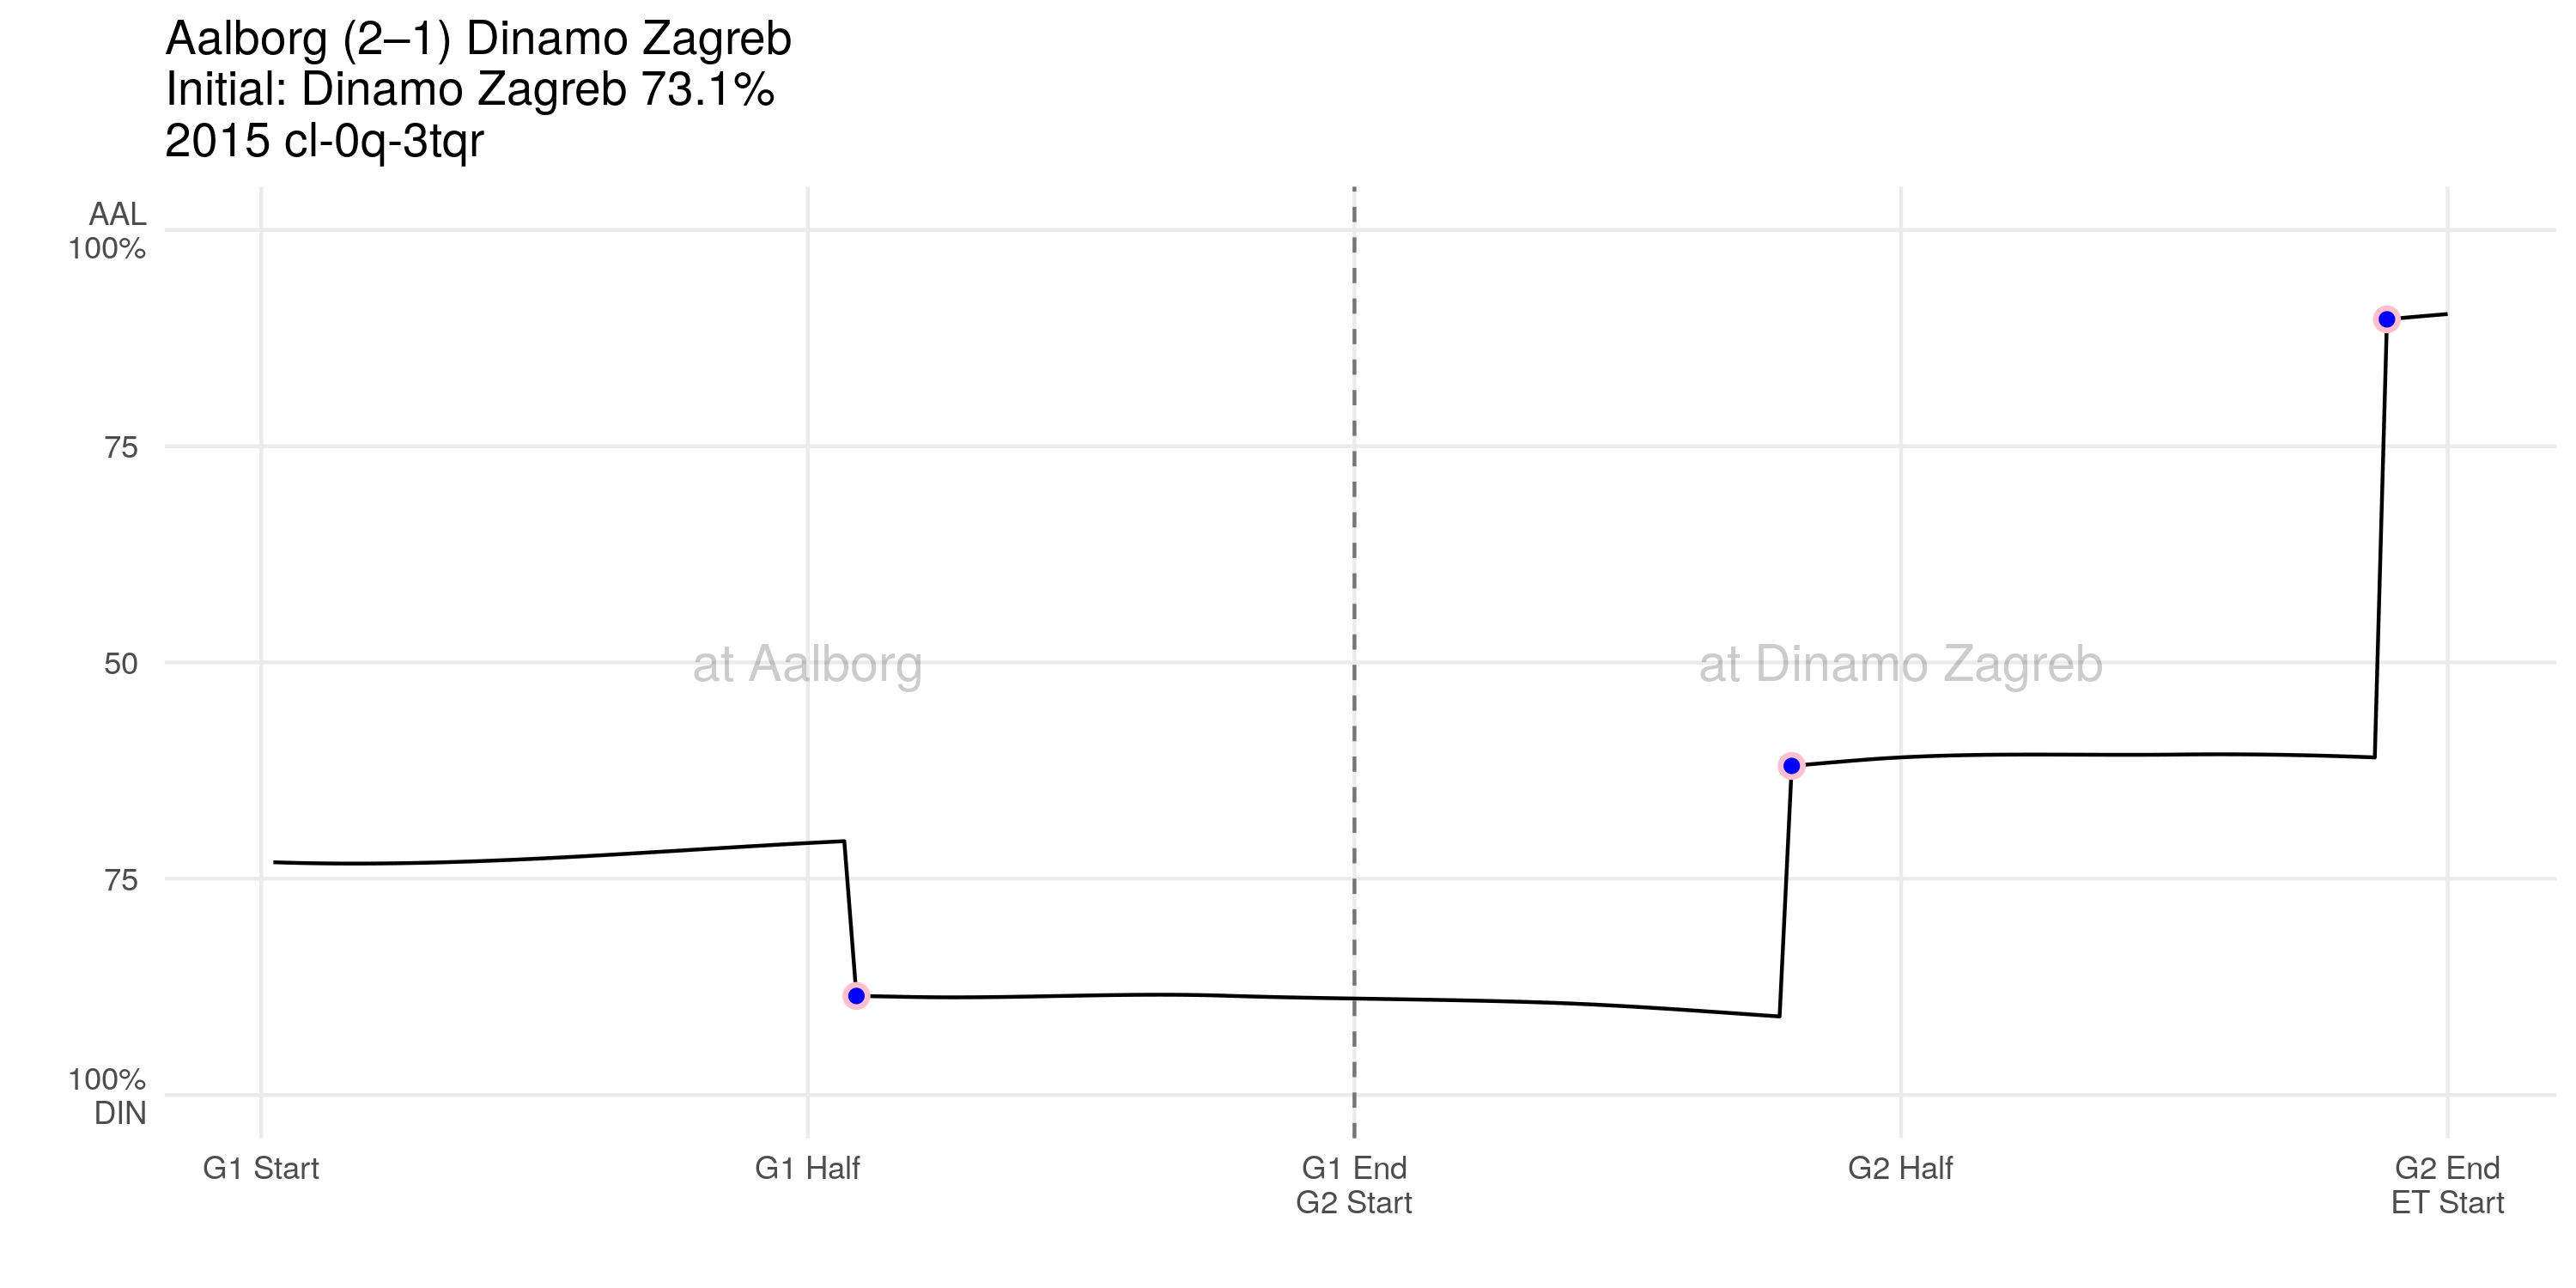 Aalborg (2–1) Dinamo Zagreb
Initial: Dinamo Zagreb 73.1%
2015 cl-0q-3tqr
AAL
100%
75
50
75
100%
DIN
at Aalborg
at Dinamo Zagreb
G1 Start
G1 Half
G1 End
G2 Start
G2 Half
G2 End
ET Start